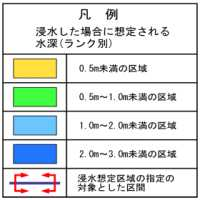 凡 例
浸水した場合に想定される
水深(ランク別)
0.5m未満の区域
0.5m～1.0m未満の区域
1.0m～2.0m未満の区域
2.0m～3.0m未満の区域
浸水想定区域の指定の
対象とした区間